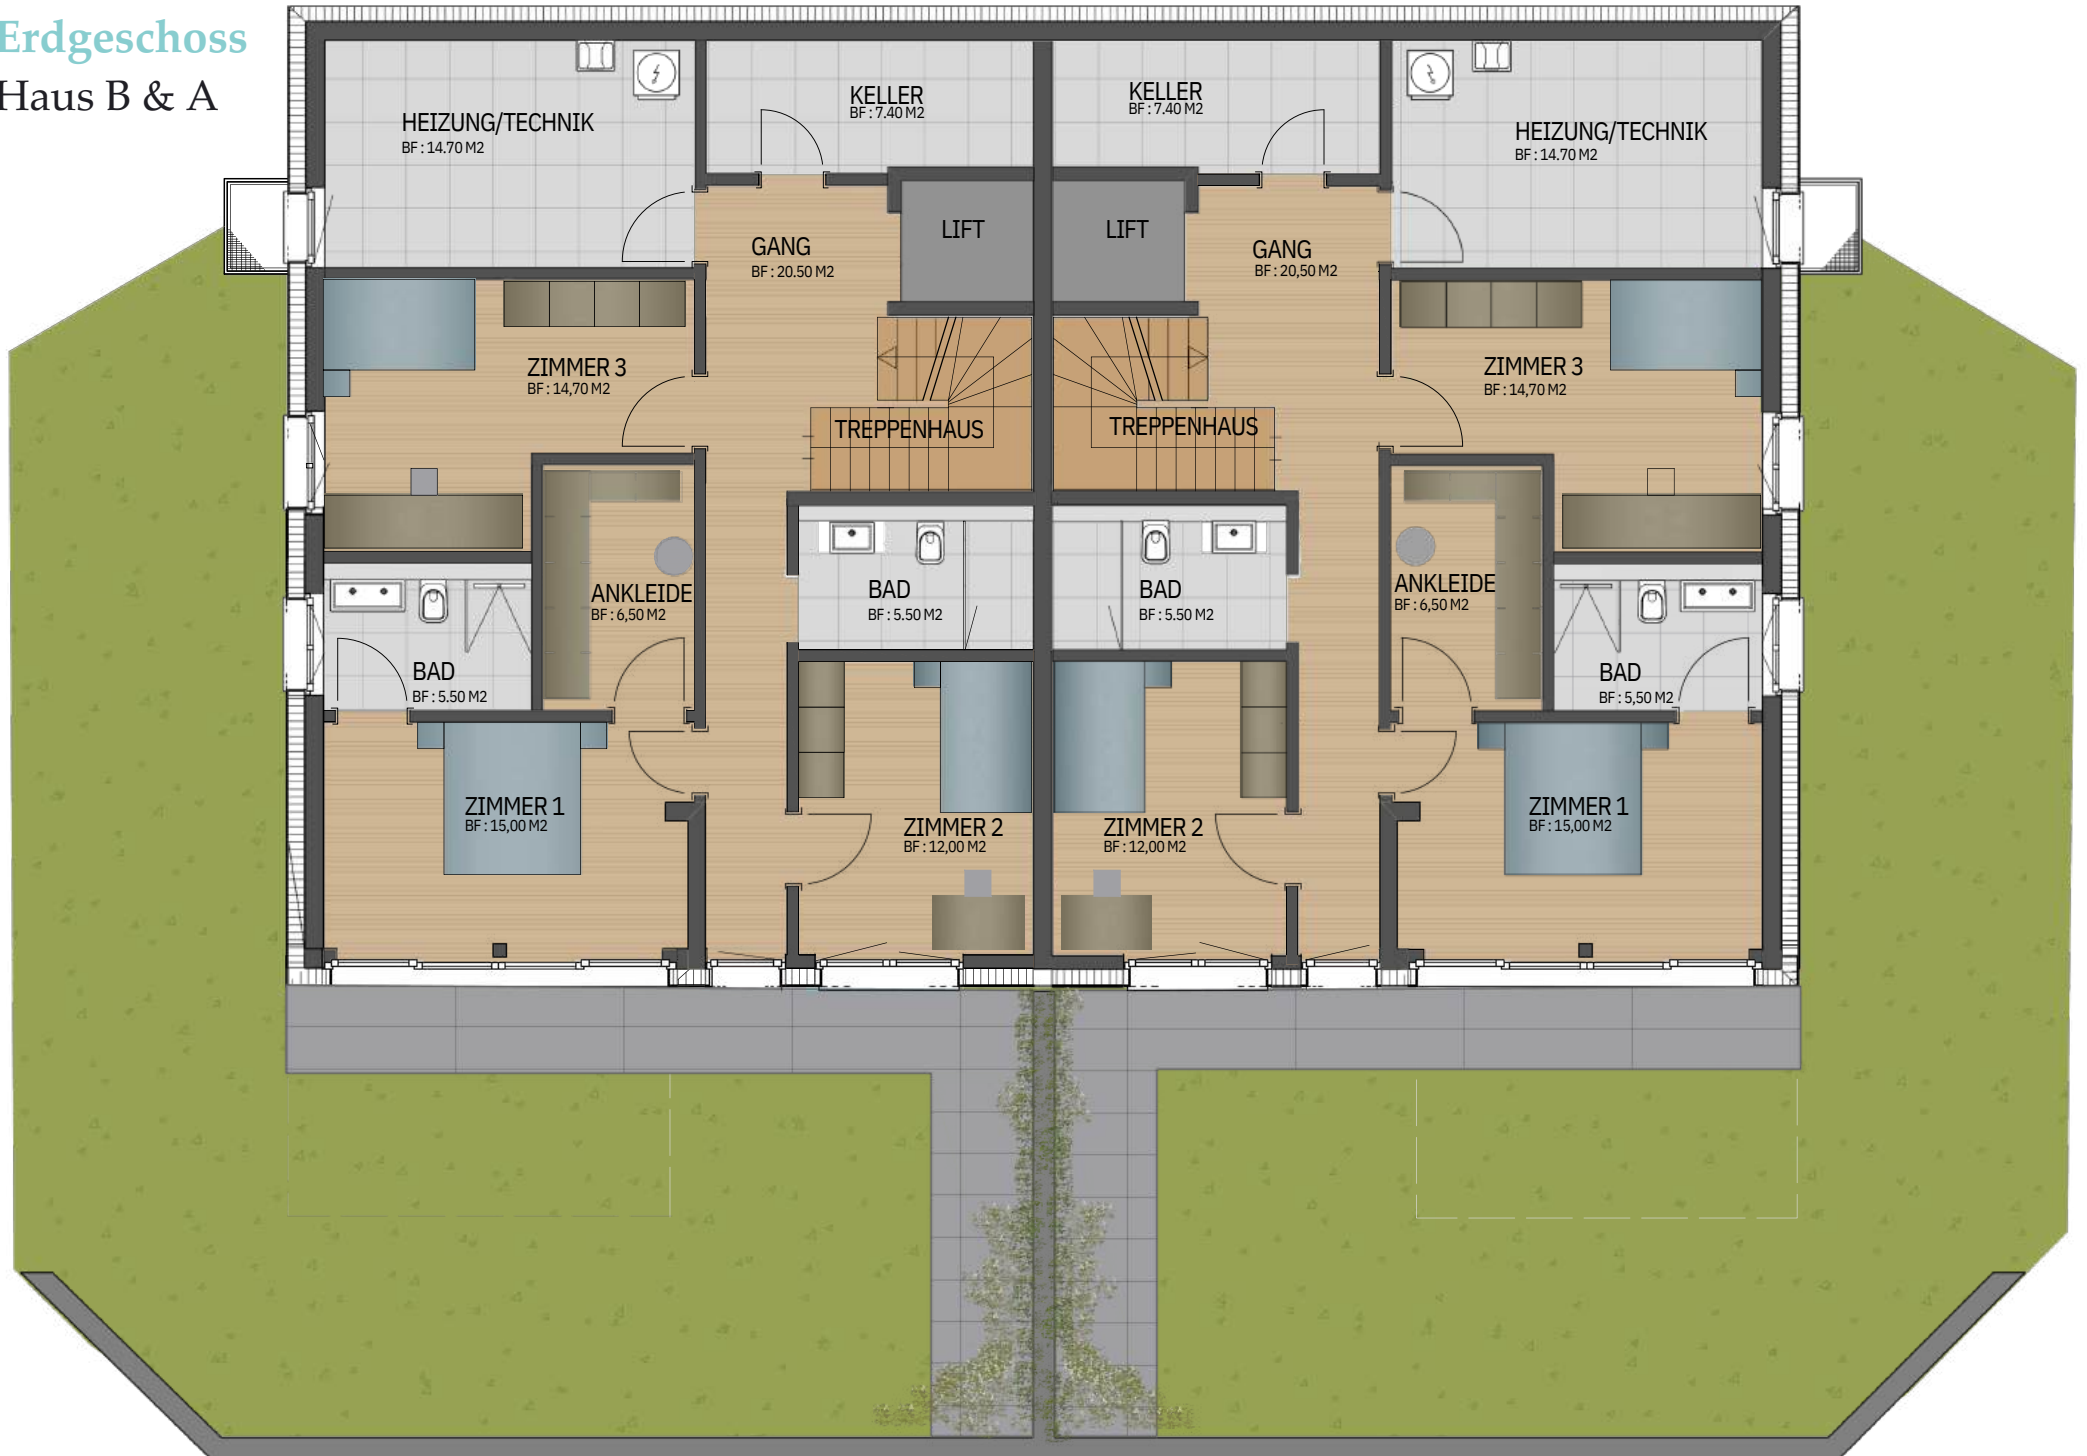 Erdgeschoss
Haus B & A
HEIZUNG/TECHNIK
BF : 14.70 M2
KELLER
BF : 7.40 M2
KELLER
BF : 7.40 M2
HEIZUNG/TECHNIK
BF : 14.70 M2
GANG
BF : 20.50 M2
LIFT
LIFT
GANG
BF : 20,50 M2
ZIMMER 3
BF : 14,70 M2
TREPPENHAUS
TREPPENHAUS
ZIMMER 3
BF : 14,70 M2
ANKLEIDE
BF : 6,50 M2
BAD
BF : 5.50 M2
BAD
BF : 5.50 M2
ANKLEIDE
BF : 6,50 M2
BAD
BF : 5.50 M2
BAD
BF : 5,50 M2
ZIMMER 1
BF : 15,00 M2
ZIMMER 2
BF : 12,00 M2
ZIMMER 2
BF : 12,00 M2
ZIMMER 1
BF : 15,00 M2